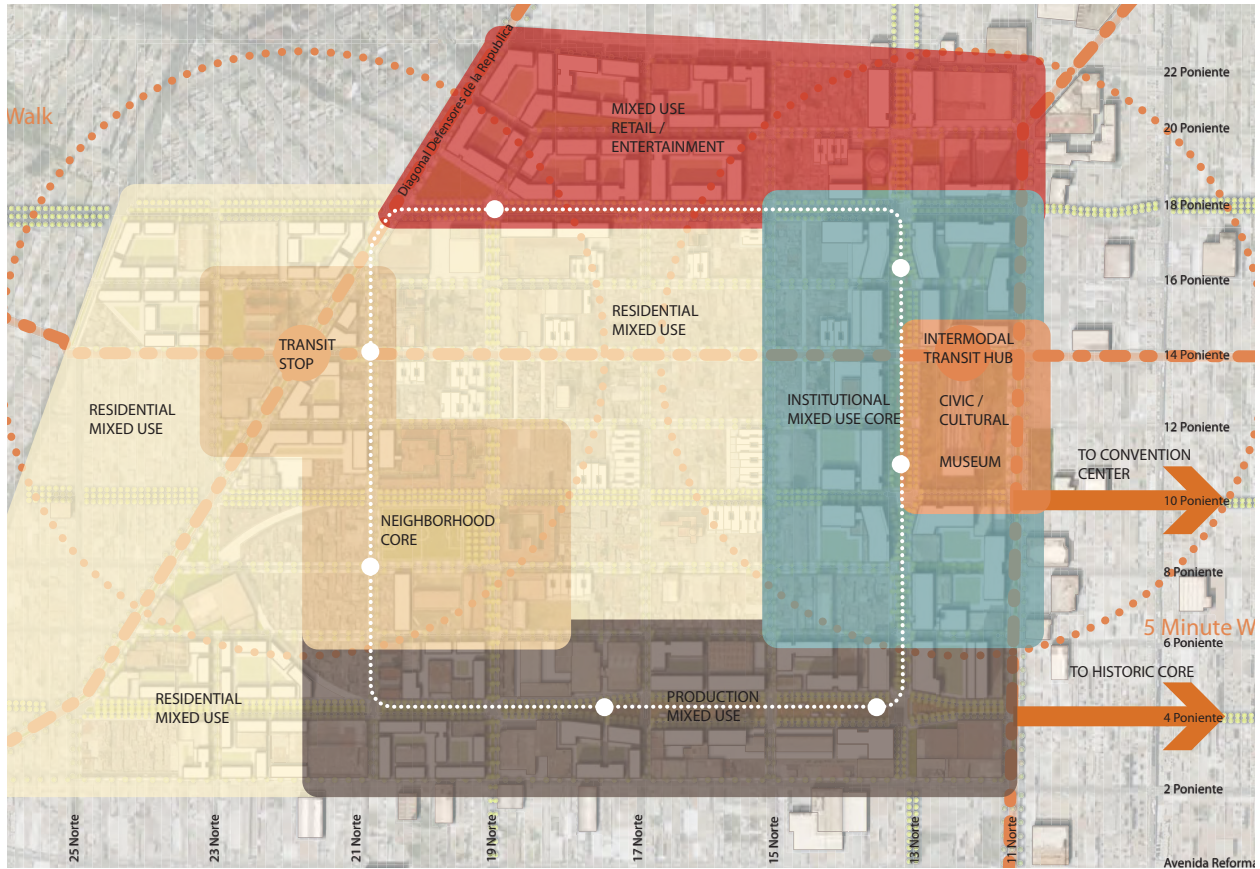 Walk
Diagonal Defensores de la Republica
MIXED USE
RETAIL /
ENTERTAINMENT
22 Poniente
20 Poniente
18 Poniente
16 Poniente
RESIDENTIAL
MIXED USE
TRANSIT
STOP
INTERMODAL
TRANSIT HUB
14 Poniente
RESIDENTIAL
MIXED USE
INSTITUTIONAL
MIXED USE CORE
CIVIC /
CULTURAL
MUSEUM
12 Poniente
TO CONVENTION
CENTER
10 Poniente
NEIGHBORHOOD
CORE
8 Poniente
5 Minute W
6 Poniente
TO HISTORIC CORE
RESIDENTIAL
MIXED USE
PRODUCTION
MIXED USE
4 Poniente
2 Poniente
25 Norte
23 Norte
21 Norte
19 Norte
17 Norte
15 Norte
13 Norte
11 Norte
Avenida Reforma